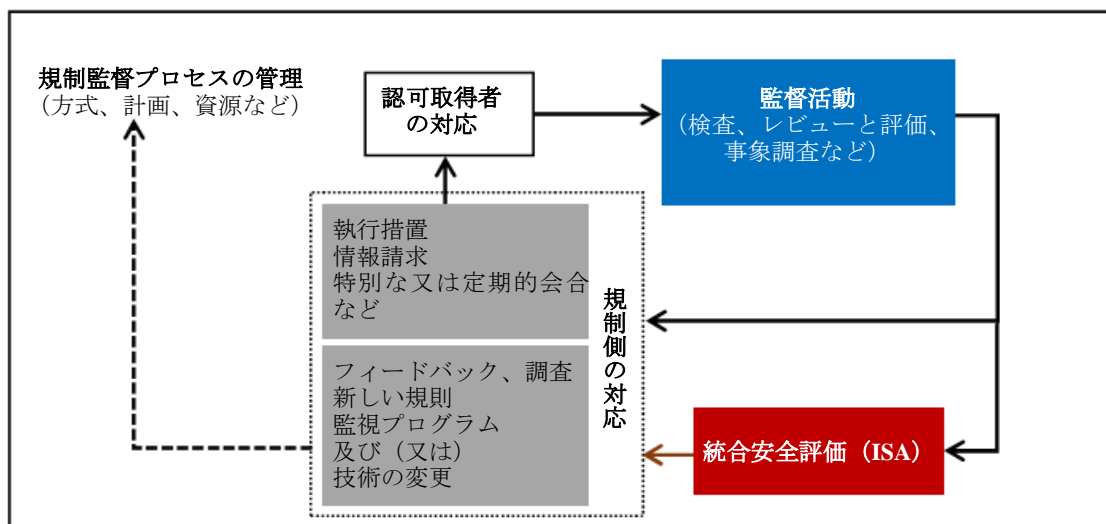 規制監督プロセスの管理
（方式、計画、資源など）
認可取得者
の対応
監督活動
（検査、レビューと評価、
事象調査など）
執行措置
情報請求
特別な又は定期的会合
など
規制側の対応
フィードバック、調査
新しい規則
監視プログラム
及び（又は）
技術の変更
統合安全評価（ISA）